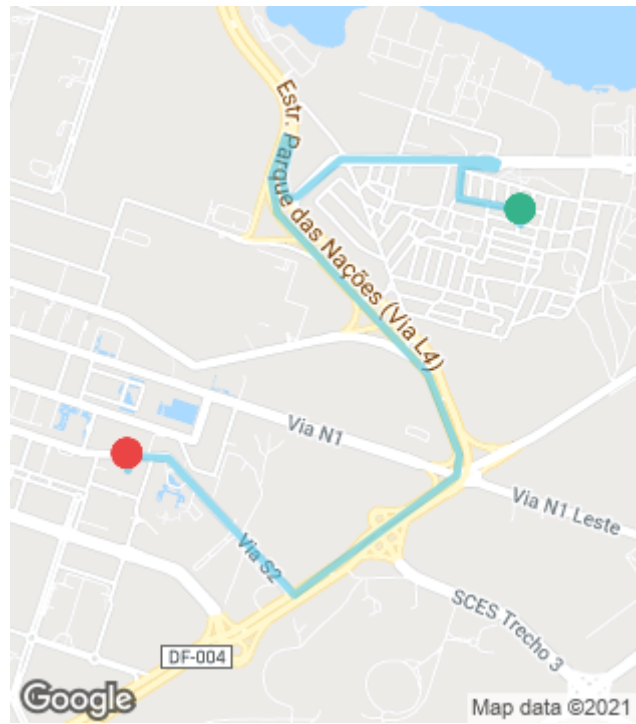 Estr. Parque das Nações (Via L4)
Via N1
Via N1 Leste
Via S2
SCES Trecho 3
DF-004
Google
Map data ©2021